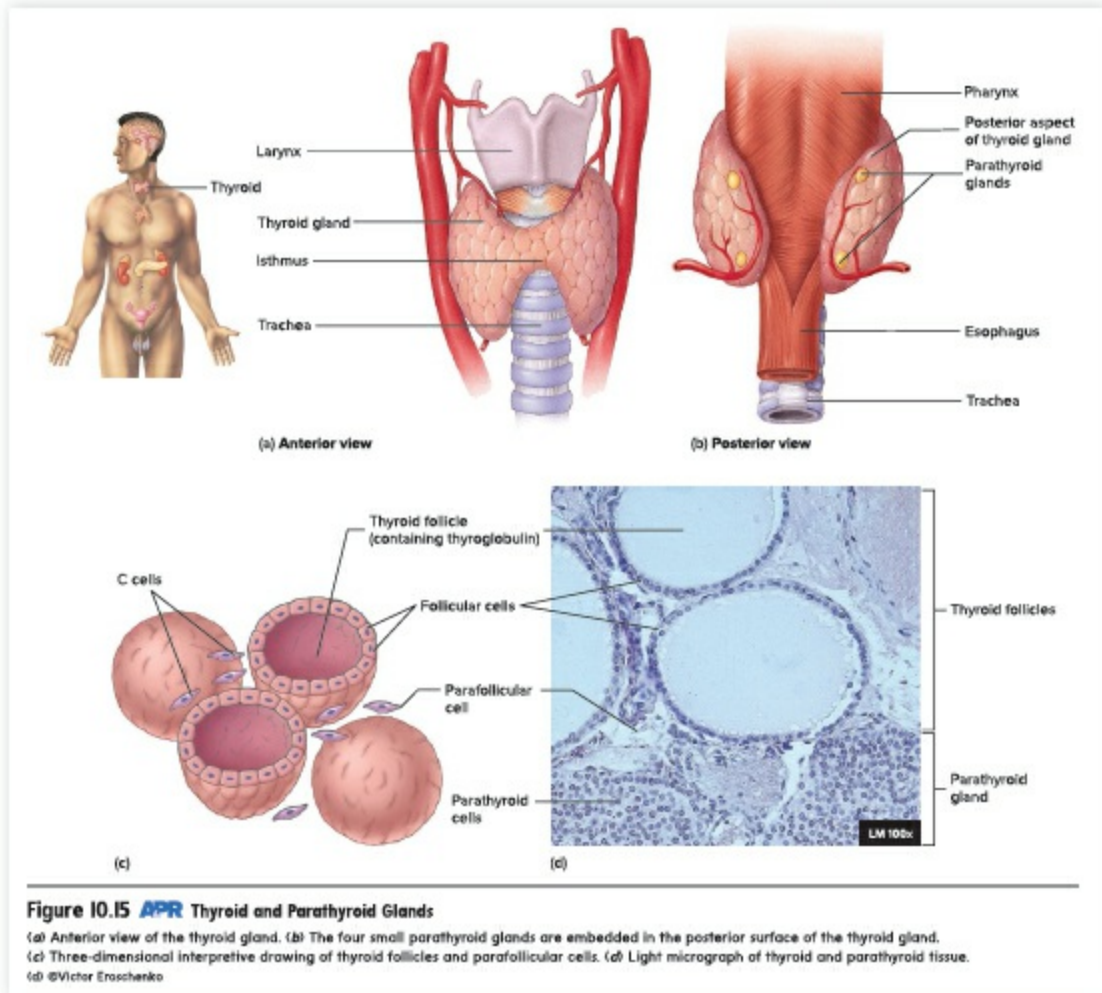 Thyroid
Larynx
Thyroid gland
Isthmus
Trachea
(a) Anterior view
Pharynx
Posterior aspect
of thyroid gland
Parathyroid
glands
Esophagus
Trachea
(b) Posterior view
Thyroid follicle
(containing thyroglobulin)
C cells
Follicular cells
Parafollicular
cell
Parathyroid
cells
(c)
Thyroid follicles
Parathyroid
gland
LM 100x
(d)
Figure 10.15 APR Thyroid and Parathyroid Glands
(a) Anterior view of the thyroid gland. (b) The four small parathyroid glands are embedded in the posterior surface of the thyroid gland.
(c) Three-dimensional interpretive drawing of thyroid follicles and parafollicular cells. (d) Light micrograph of thyroid and parathyroid tissue.
(d) ©Victor Eroschenko